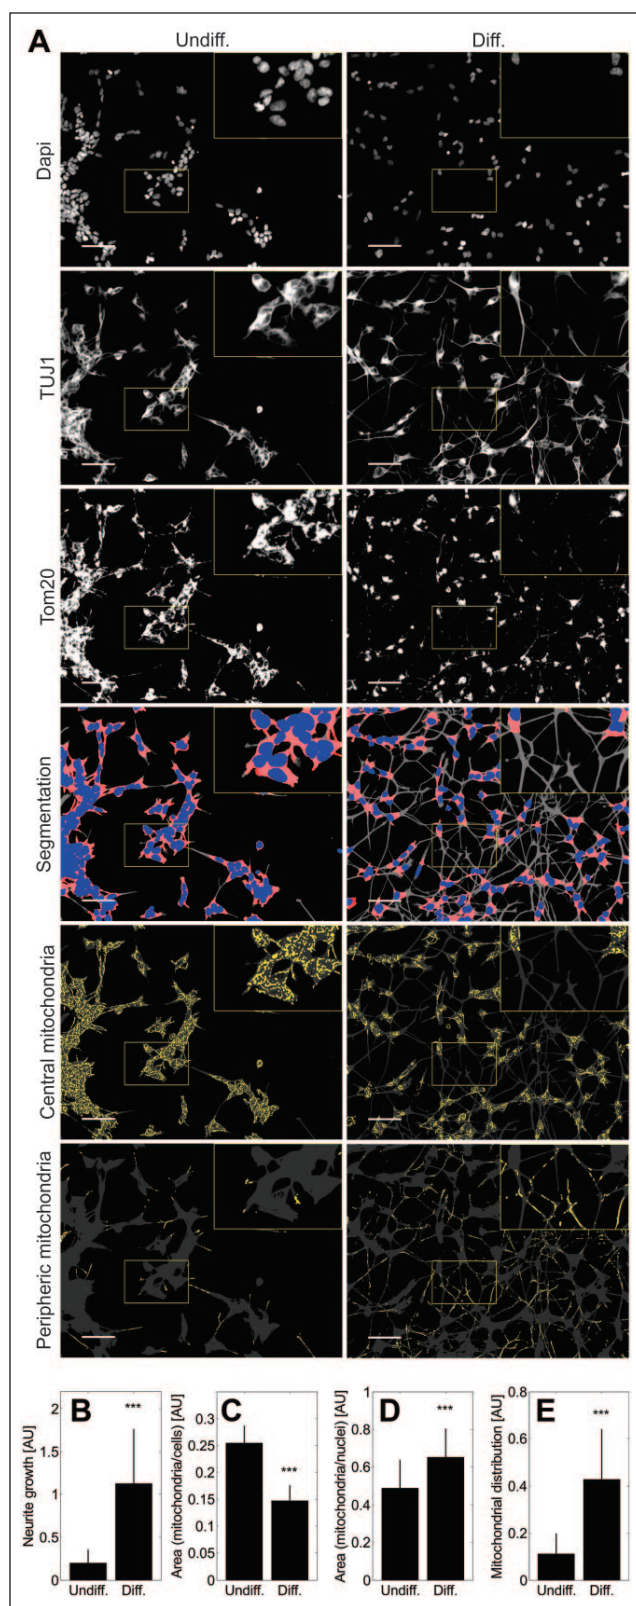 A
Undiff.
Diff.
Dapi
TUJ1
Tom20
Segmentation
Central mitochondria
Peripheric mitochondria
B
***
Neurite growth [AU]
2
1.5
1
0.5
0
Undiff. Diff.
C
***
Area (mitochondria/cells) [AU]
0.3
0.25
0.2
0.15
0.1
0.05
0
Undiff. Diff.
D
***
Area (mitochondria/nuclei) [AU]
1
0.8
0.6
0.4
0.2
0
Undiff. Diff.
E
***
Mitochondrial distribution [AU]
0.8
0.6
0.4
0.2
0
Undiff. Diff.